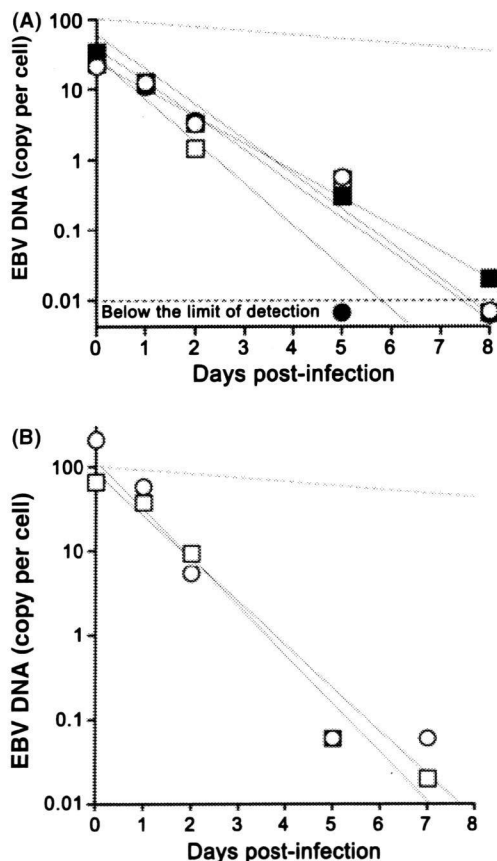 (A)
EBV DNA (copy per cell)
100
10
1
0.1
0.01
Below the limit of detection
0 1 2 3 4 5 6 7 8
Days post-infection
(B)
EBV DNA (copy per cell)
100
10
1
0.1
0.01
0 1 2 3 4 5 6 7 8
Days post-infection